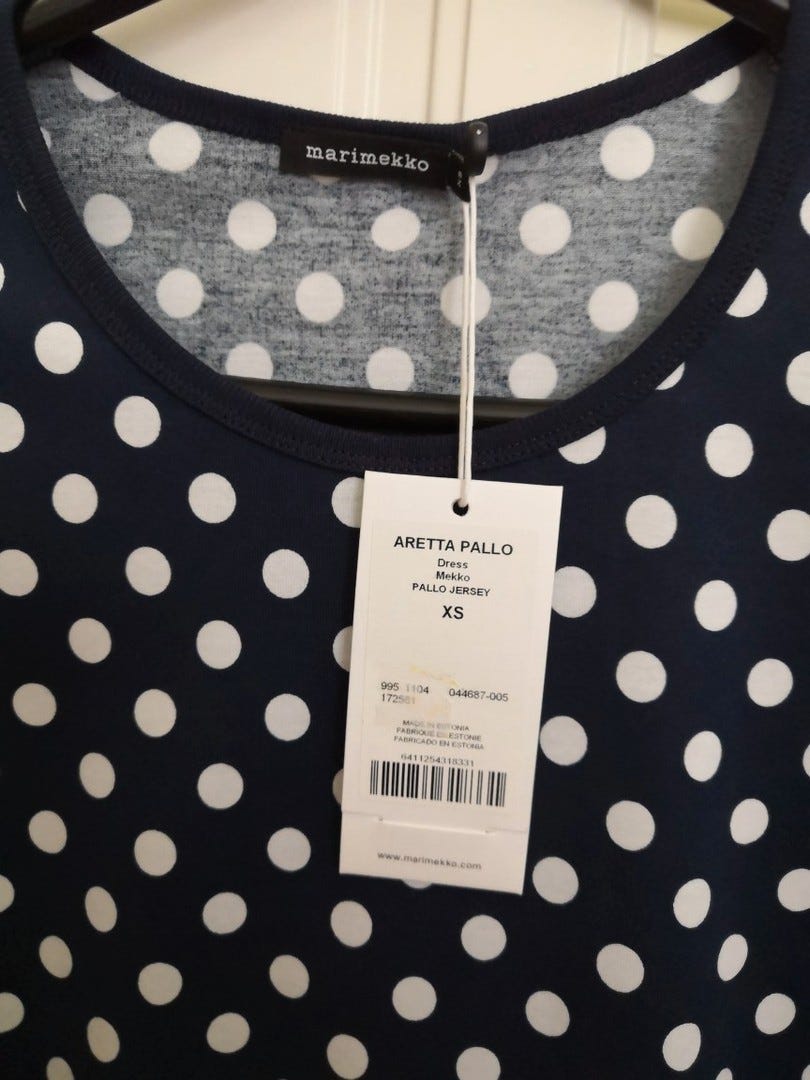 marimekko
ARETTA PALLO
Dress
Mekko
PALLO JERSEY
XS
995 1104 044687-005
172561
MADE IN ESTONIA
FABRIQUE EN ESTONIE
FABRICADO EN ESTONIA
6411254318331
www.marimekko.com